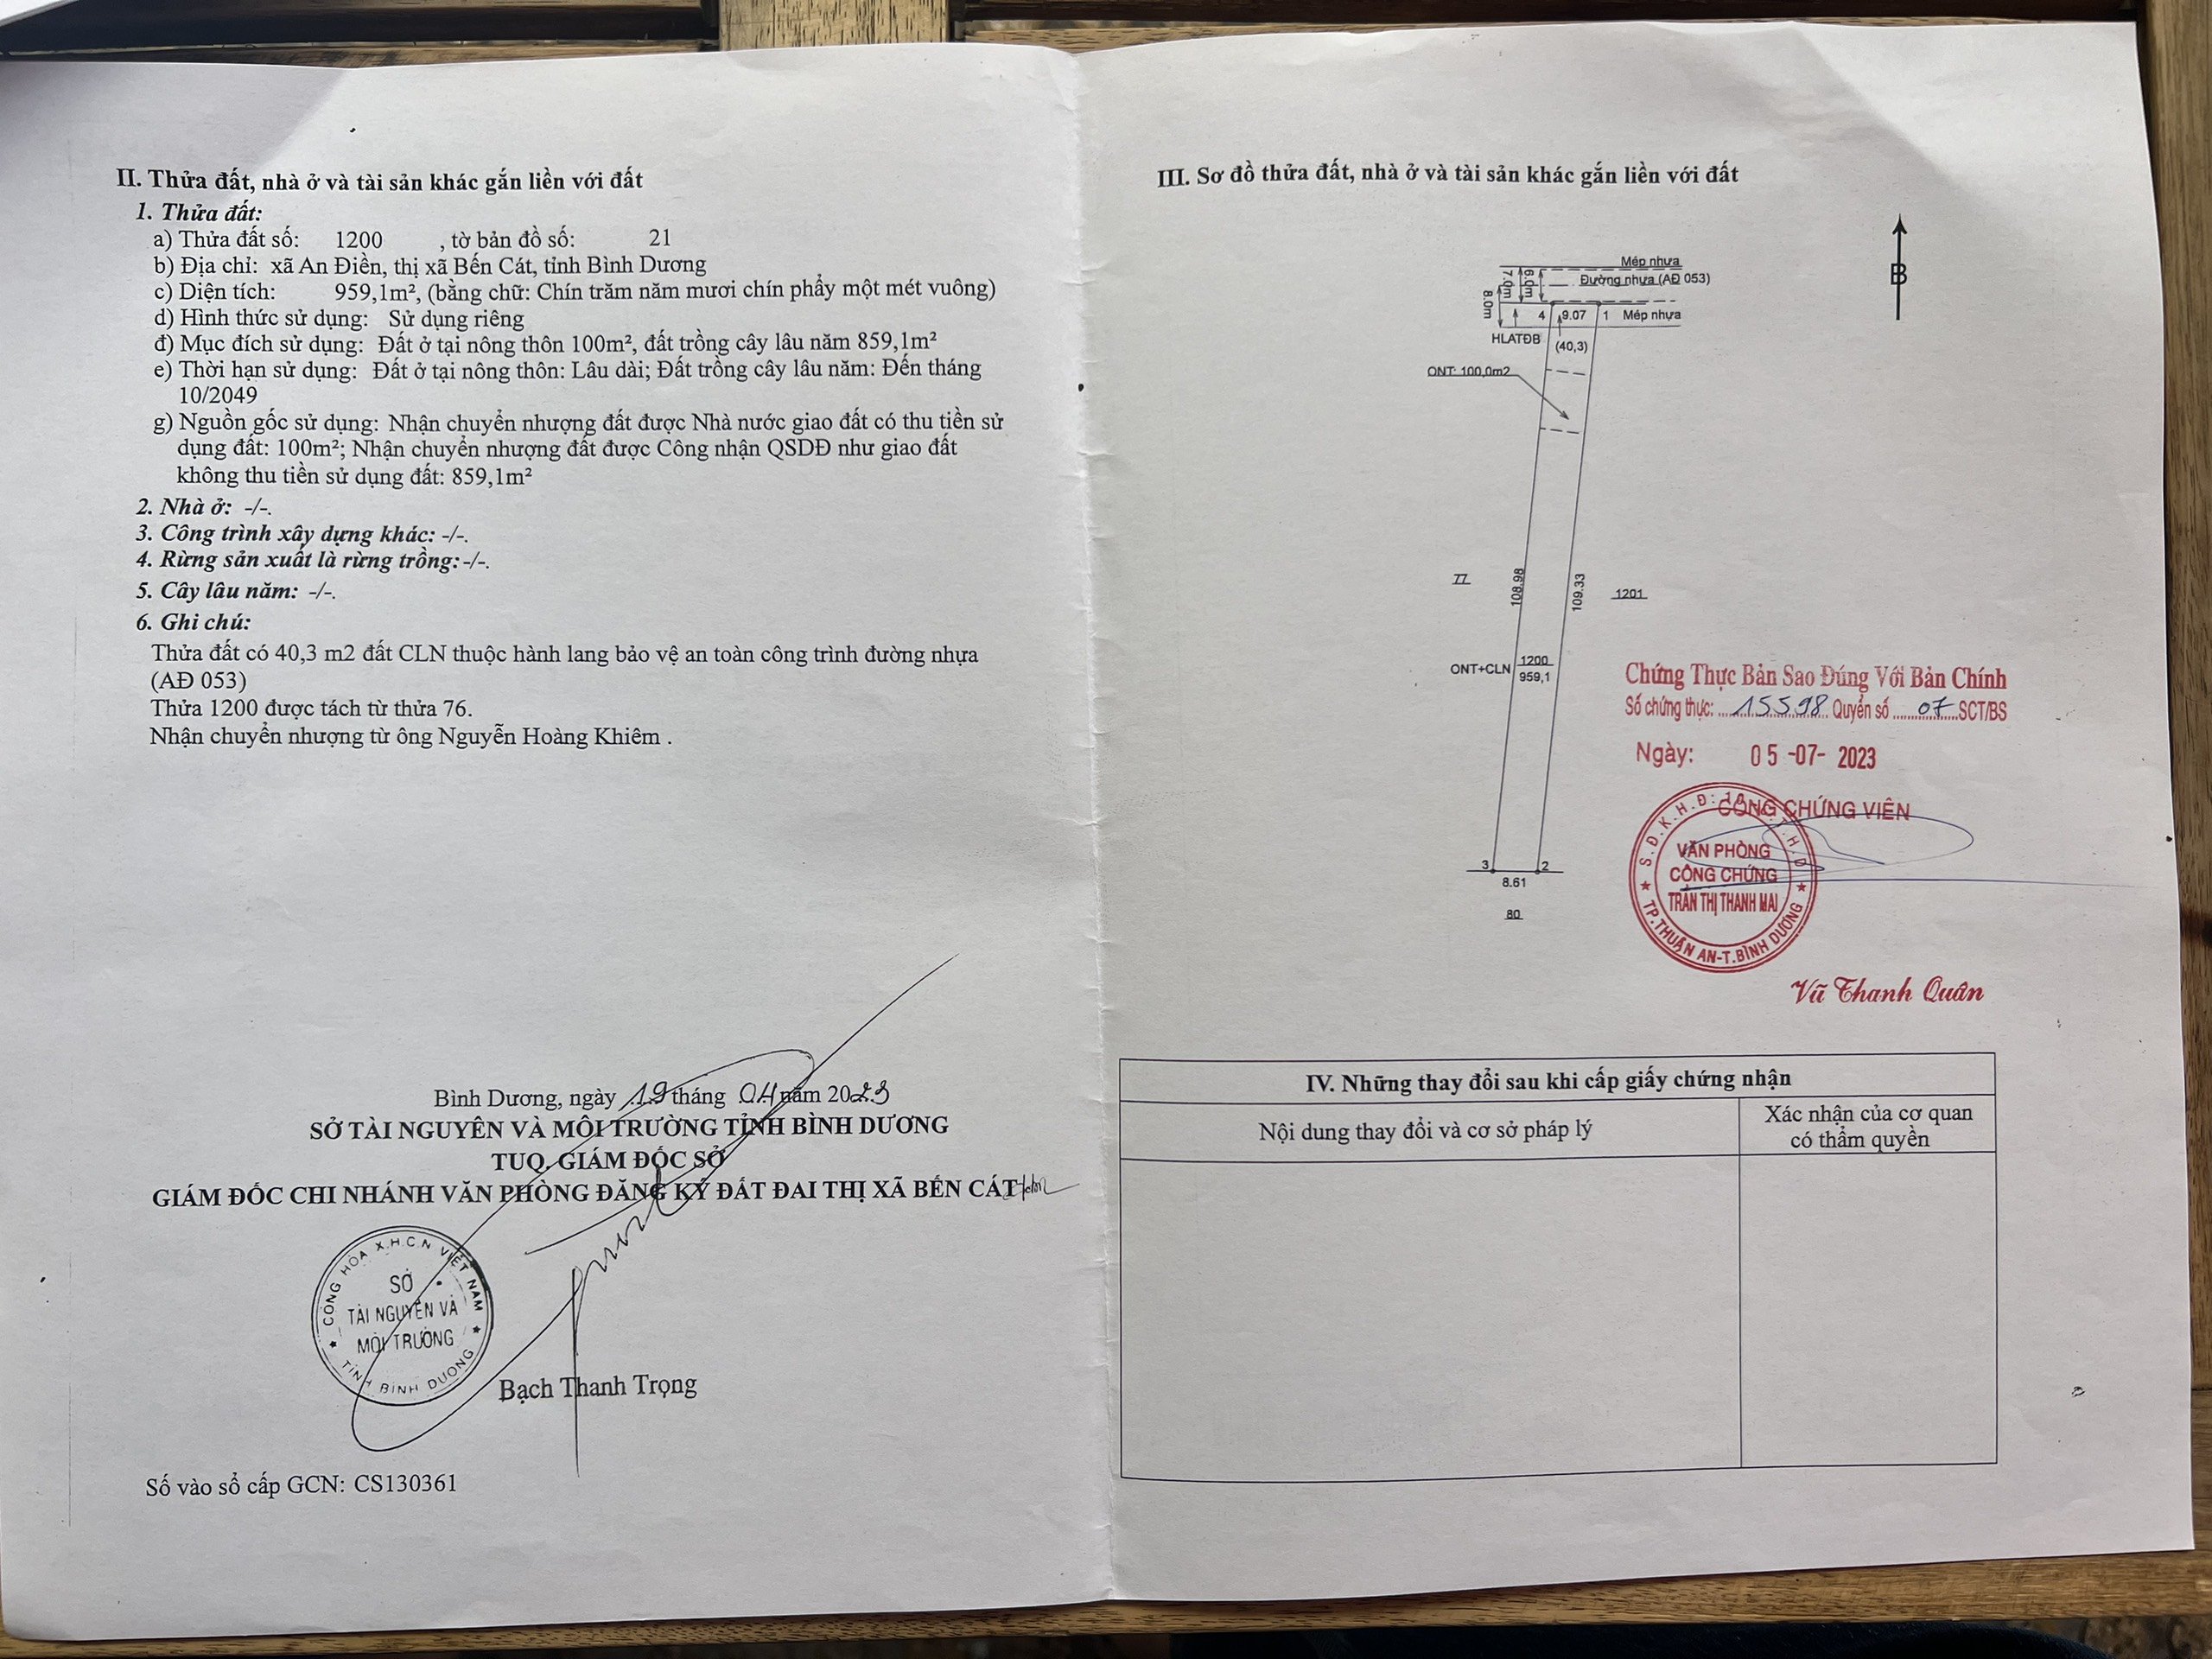 II. Thửa đất, nhà ở và tài sản khác gắn liền với đất
1. Thửa đất:
a) Thửa đất số: 1200 , tờ bản đồ số: 21
b) Địa chỉ: xã An Điền, thị xã Bến Cát, tỉnh Bình Dương
c) Diện tích: 959,1m², (bằng chữ: Chín trăm năm mươi chín phẩy một mét vuông)
d) Hình thức sử dụng: Sử dụng riêng
đ) Mục đích sử dụng: Đất ở tại nông thôn 100m², đất trồng cây lâu năm 859,1m²
e) Thời hạn sử dụng: Đất ở tại nông thôn: Lâu dài; Đất trồng cây lâu năm: Đến tháng
10/2049
g) Nguồn gốc sử dụng: Nhận chuyển nhượng đất được Nhà nước giao đất có thu tiền sử
dụng đất: 100m²; Nhận chuyển nhượng đất được Công nhận QSDĐ như giao đất
không thu tiền sử dụng đất: 859,1m²
2. Nhà ở: -/-.
3. Công trình xây dựng khác: -/-.
4. Rừng sản xuất là rừng trồng: -/-.
5. Cây lâu năm: -/-.
6. Ghi chú:
Thửa đất có 40,3 m2 đất CLN thuộc hành lang bảo vệ an toàn công trình đường nhựa
(AĐ 053)
Thửa 1200 được tách từ thửa 76.
Nhận chuyển nhượng từ ông Nguyễn Hoàng Khiêm .
Bình Dương, ngày 19 tháng 04 năm 2023
SỞ TÀI NGUYÊN VÀ MÔI TRƯỜNG TỈNH BÌNH DƯƠNG
TUQ. GIÁM ĐỐC SỞ
GIÁM ĐỐC CHI NHÁNH VĂN PHÒNG ĐĂNG KÝ ĐẤT ĐAI THỊ XÃ BẾN CÁT
CỘNG HÒA X.H.C.N VIỆT NAM
SỞ
TÀI NGUYÊN VÀ
MÔI TRƯỜNG
TỈNH BÌNH DƯƠNG
Bạch Thanh Trọng
Số vào sổ cấp GCN: CS130361
III. Sơ đồ thửa đất, nhà ở và tài sản khác gắn liền với đất
B
Mép nhựa
Đường nhựa (AĐ 053)
6.0m
7.0m
8.0m
4 9.07 1 Mép nhựa
HLATĐB (40,3)
ONT: 100,0m2
77
108.98
109.33
1201
ONT+CLN 1200
959,1
3 2
8.61
80
Chứng Thực Bản Sao Đúng Với Bản Chính
Số chứng thực: 15598 Quyển số 07 SCT/BS
Ngày: 05-07-2023
CÔNG CHỨNG VIÊN
VĂN PHÒNG
CÔNG CHỨNG
TRẦN THỊ THANH MAI
TP.THUẬN AN-T.BÌNH DƯƠNG
Vũ Thanh Quân
IV. Những thay đổi sau khi cấp giấy chứng nhận
Nội dung thay đổi và cơ sở pháp lý
Xác nhận của cơ quan
có thẩm quyền